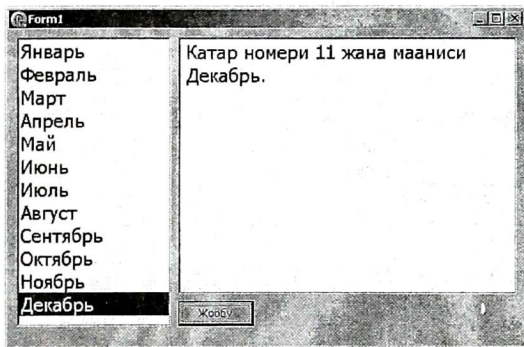 Form1
Январь
Февраль
Март
Апрель
Май
Июнь
Июль
Август
Сентябрь
Октябрь
Ноябрь
Декабрь
Катар номери 11 жана мааниси
Декабрь.
Жообу